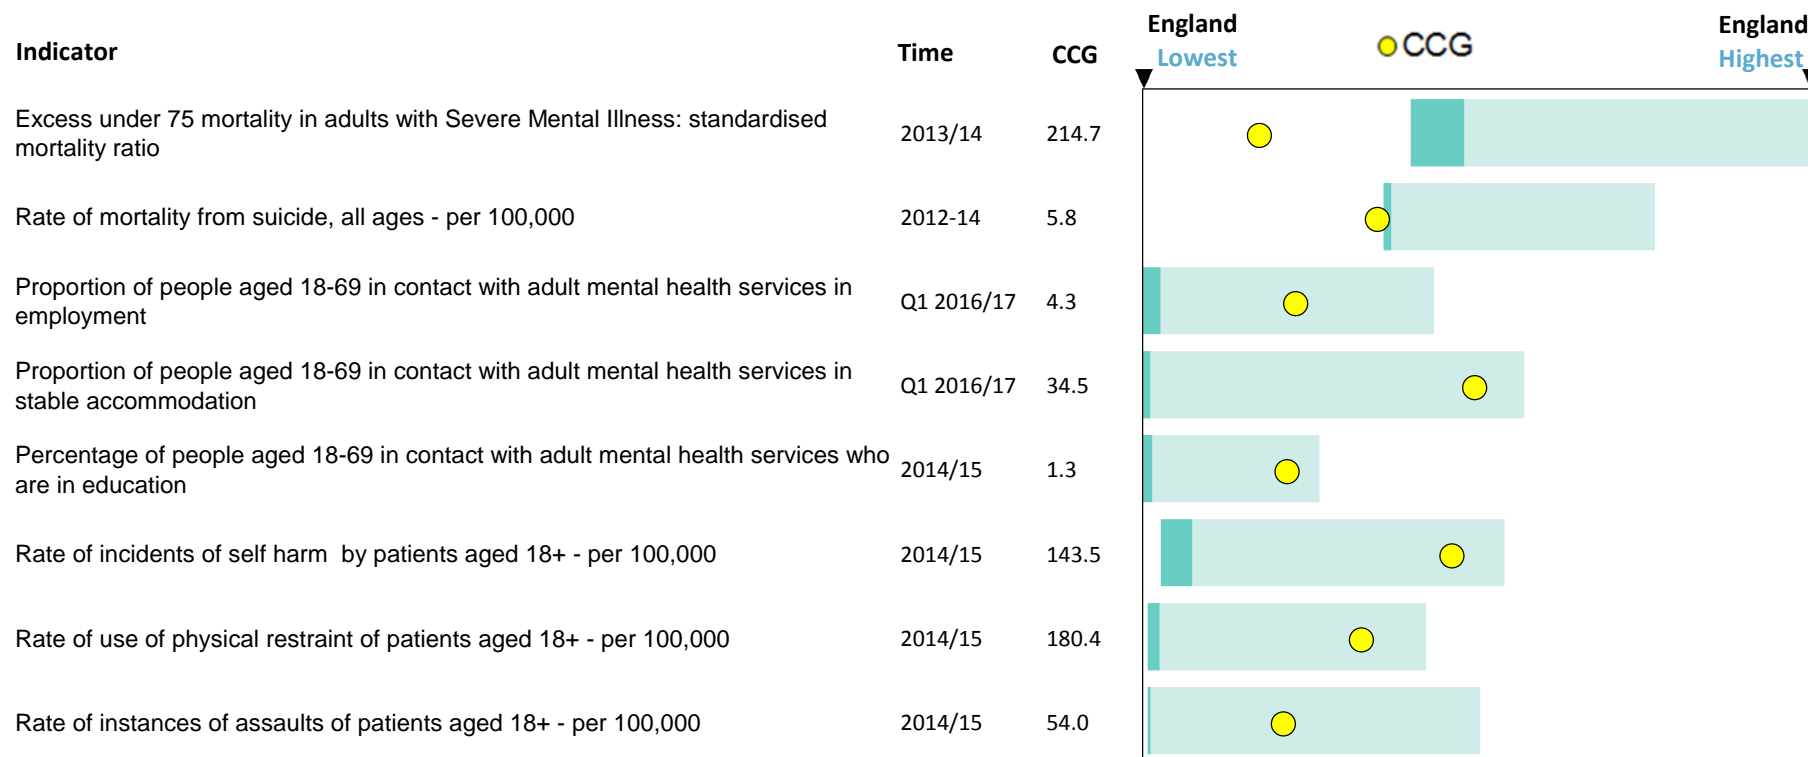 England England
Indicator Time CCG Lowest CCG Highest
Excess under 75 mortality in adults with Severe Mental Illness: standardised
mortality ratio 2013/14 214.7
Rate of mortality from suicide, all ages - per 100,000 2012-14 5.8
Proportion of people aged 18-69 in contact with adult mental health services in
employment Q1 2016/17 4.3
Proportion of people aged 18-69 in contact with adult mental health services in
stable accommodation Q1 2016/17 34.5
Percentage of people aged 18-69 in contact with adult mental health services who
are in education 2014/15 1.3
Rate of incidents of self harm  by patients aged 18+ - per 100,000 2014/15 143.5
Rate of use of physical restraint of patients aged 18+ - per 100,000 2014/15 180.4
Rate of instances of assaults of patients aged 18+ - per 100,000 2014/15 54.0